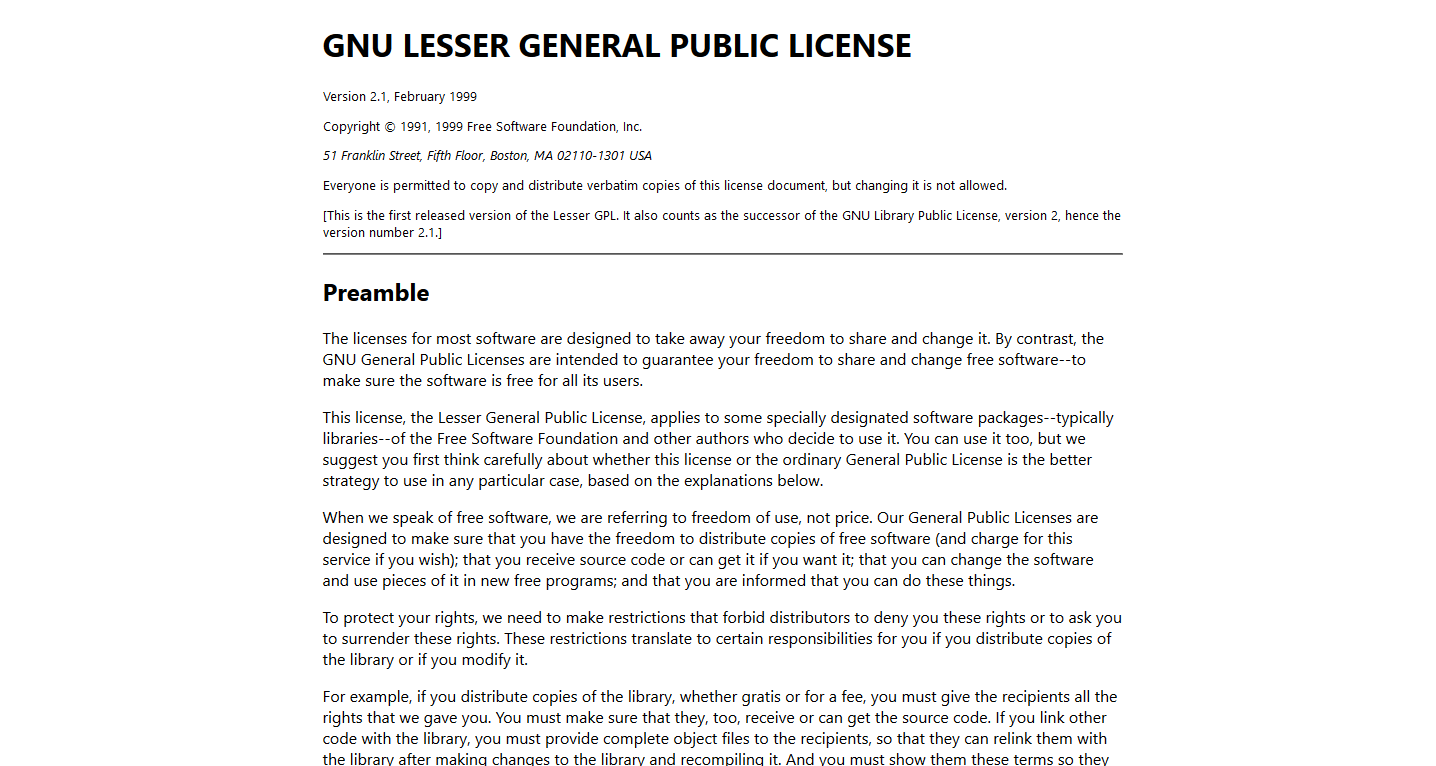 GNU LESSER GENERAL PUBLIC LICENSE
Version 2.1, February 1999
Copyright © 1991, 1999 Free Software Foundation, Inc.
51 Franklin Street, Fifth Floor, Boston, MA 02110-1301 USA
Everyone is permitted to copy and distribute verbatim copies of this license document, but changing it is not allowed.
[This is the first released version of the Lesser GPL. It also counts as the successor of the GNU Library Public License, version 2, hence the
version number 2.1.]
Preamble
The licenses for most software are designed to take away your freedom to share and change it. By contrast, the
GNU General Public Licenses are intended to guarantee your freedom to share and change free software--to
make sure the software is free for all its users.
This license, the Lesser General Public License, applies to some specially designated software packages--typically
libraries--of the Free Software Foundation and other authors who decide to use it. You can use it too, but we
suggest you first think carefully about whether this license or the ordinary General Public License is the better
strategy to use in any particular case, based on the explanations below.
When we speak of free software, we are referring to freedom of use, not price. Our General Public Licenses are
designed to make sure that you have the freedom to distribute copies of free software (and charge for this
service if you wish); that you receive source code or can get it if you want it; that you can change the software
and use pieces of it in new free programs; and that you are informed that you can do these things.
To protect your rights, we need to make restrictions that forbid distributors to deny you these rights or to ask you
to surrender these rights. These restrictions translate to certain responsibilities for you if you distribute copies of
the library or if you modify it.
For example, if you distribute copies of the library, whether gratis or for a fee, you must give the recipients all the
rights that we gave you. You must make sure that they, too, receive or can get the source code. If you link other
code with the library, you must provide complete object files to the recipients, so that they can relink them with
the library after making changes to the library and recompiling it. And you must show them these terms so they